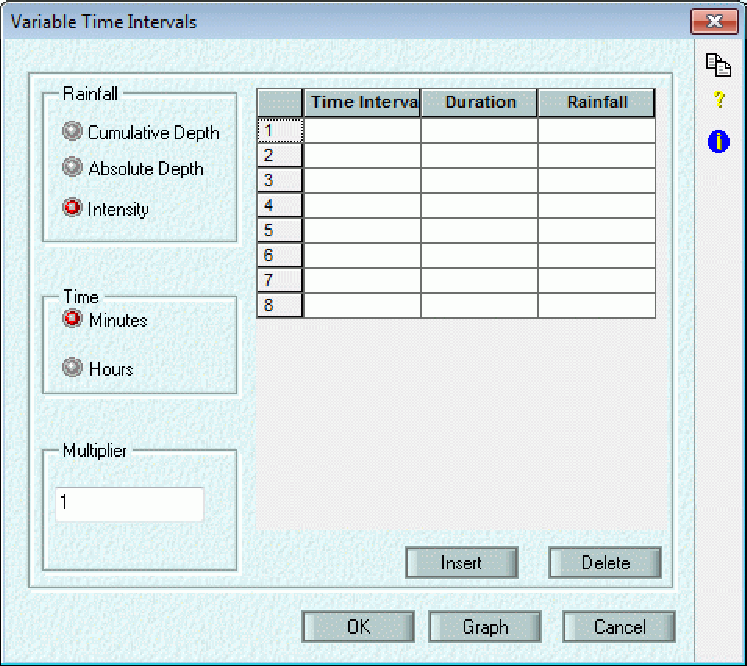 Variable Time Intervals
Rainfall
Cumulative Depth
Absolute Depth
Intensity
Time
Minutes
Hours
Multiplier
1
Time Interva Duration Rainfall
1
2
3
4
5
6
7
8
Insert Delete
OK Graph Cancel
?
i